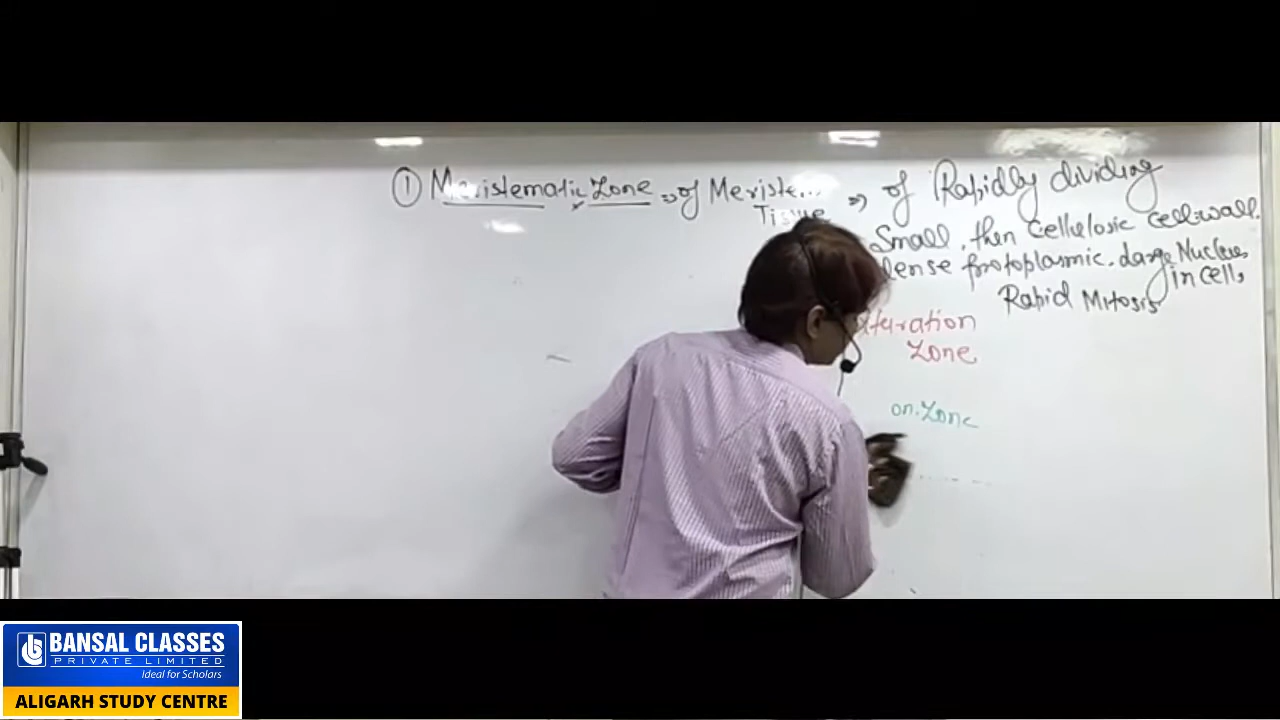 ① Meristematic Zone ⇒ of Meriste...
Tissue
⇒ of Rapidly dividing
Small, then Cellulosic cell-wall.
dense protoplasmic. Large Nucleus
in cells
Rapid Mitosis
Zone
on. Zone
BANSAL CLASSES
PRIVATE LIMITED
Ideal for Scholars
ALIGARH STUDY CENTRE